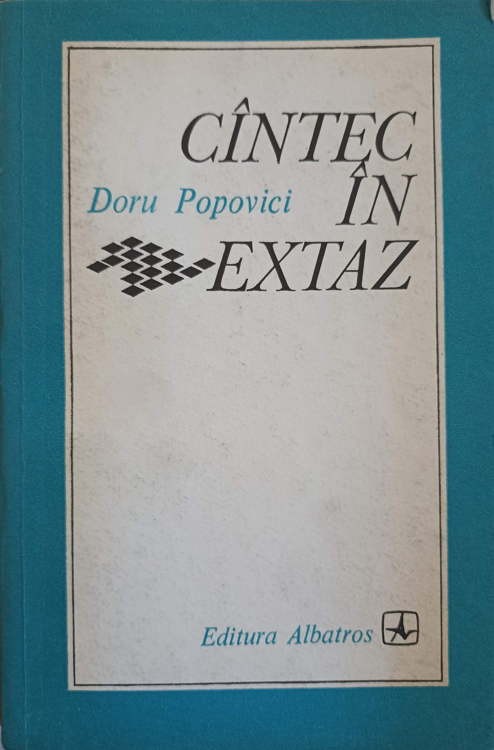 CÎNTEC
Doru Popovici ÎN
EXTAZ
Editura Albatros